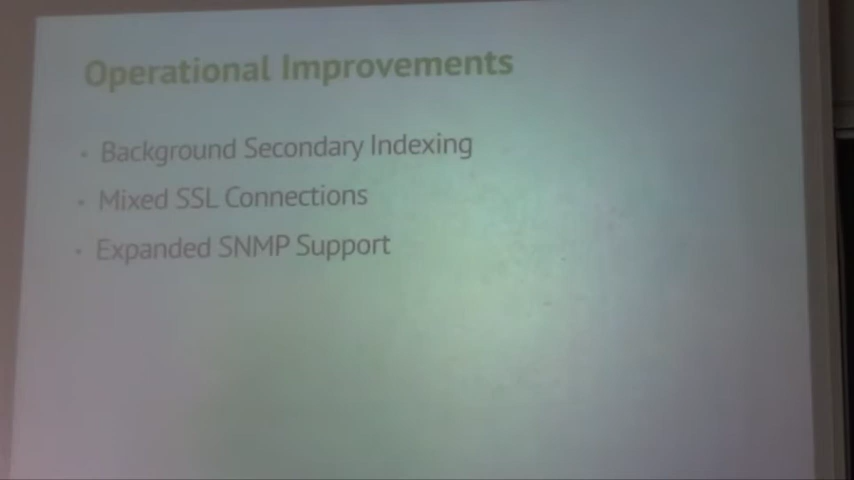 Operational Improvements
• Background Secondary Indexing
• Mixed SSL Connections
• Expanded SNMP Support